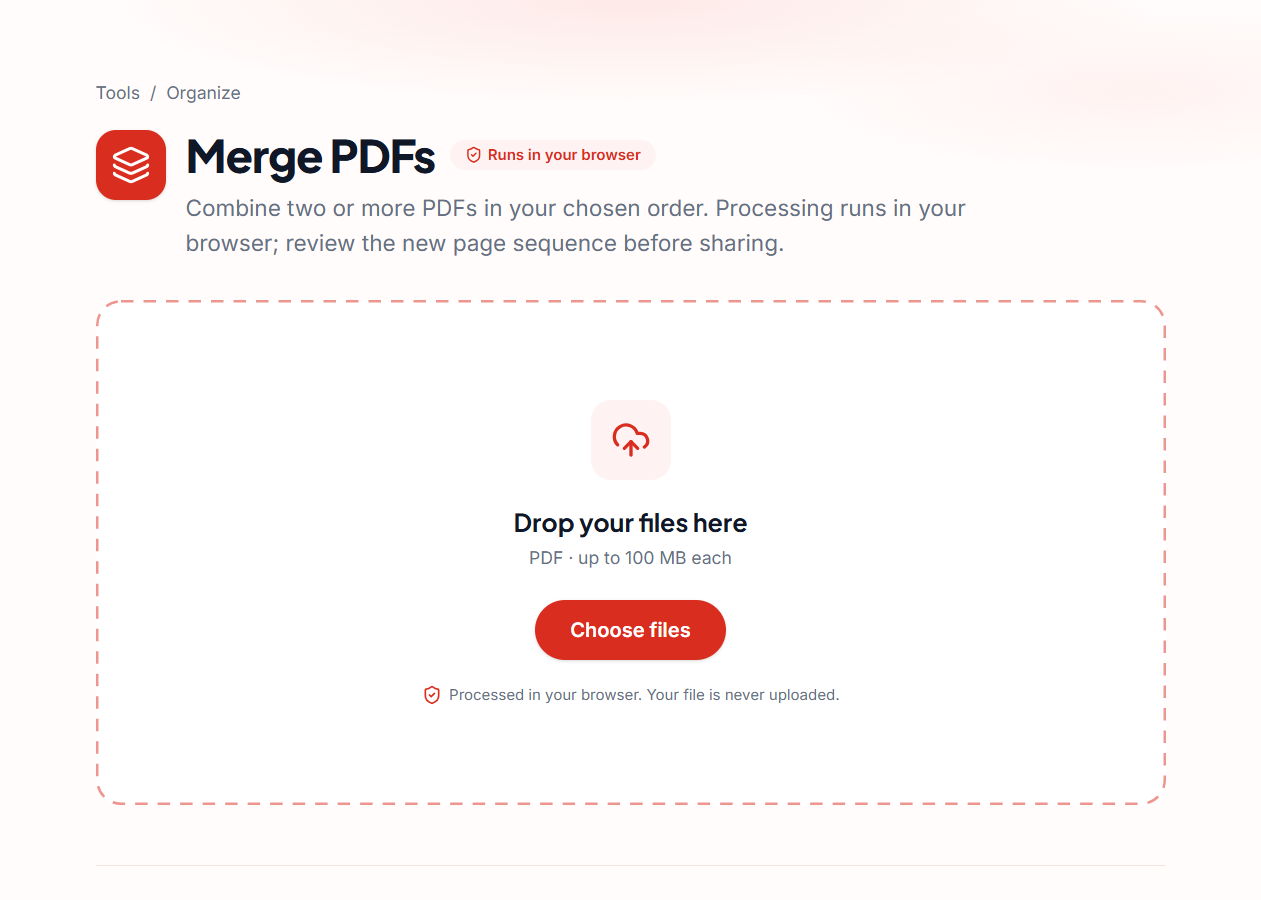 Tools / Organize
Merge PDFs
Runs in your browser
Combine two or more PDFs in your chosen order. Processing runs in your
browser; review the new page sequence before sharing.
Drop your files here
PDF · up to 100 MB each
Choose files
Processed in your browser. Your file is never uploaded.